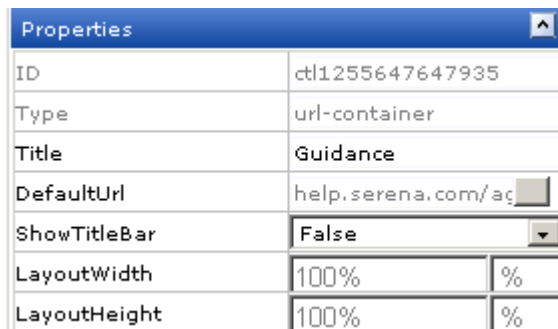 Properties
ID ctl1255647647935
Type url-container
Title Guidance
DefaultUrl help.serena.com/ag
ShowTitleBar False
LayoutWidth 100% %
LayoutHeight 100% %